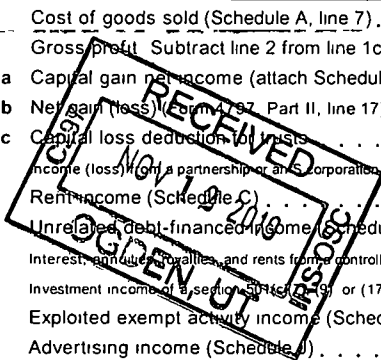 Cost of goods sold (Schedule A, line 7) .
Gross profit Subtract line 2 from line 1c
a Capital gain net income (attach Schedul
b Net gain (loss) (Form 4797, Part II, line 17)
c Capital loss deduction for trusts . . . .
Income (loss) from a partnership or an S corporation
Rent income (Schedule C) . . . .
Unrelated debt-financed income (Schedu
Interest, annuities, royalties, and rents from a controll
Investment income of a section 501(c)(7), (9) or (17
Exploited exempt activity income (Sched
Advertising income (Schedule J) . . . .
RECEIVED
NOV 1 2019
OGDEN, UT
IRS-OSC